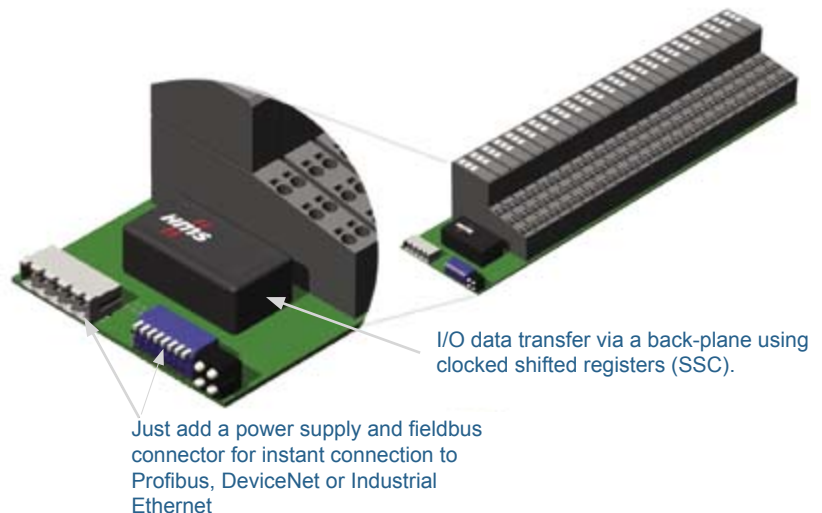 HMS
I/O data transfer via a back-plane using
clocked shifted registers (SSC).
Just add a power supply and fieldbus
connector for instant connection to
Profibus, DeviceNet or Industrial
Ethernet